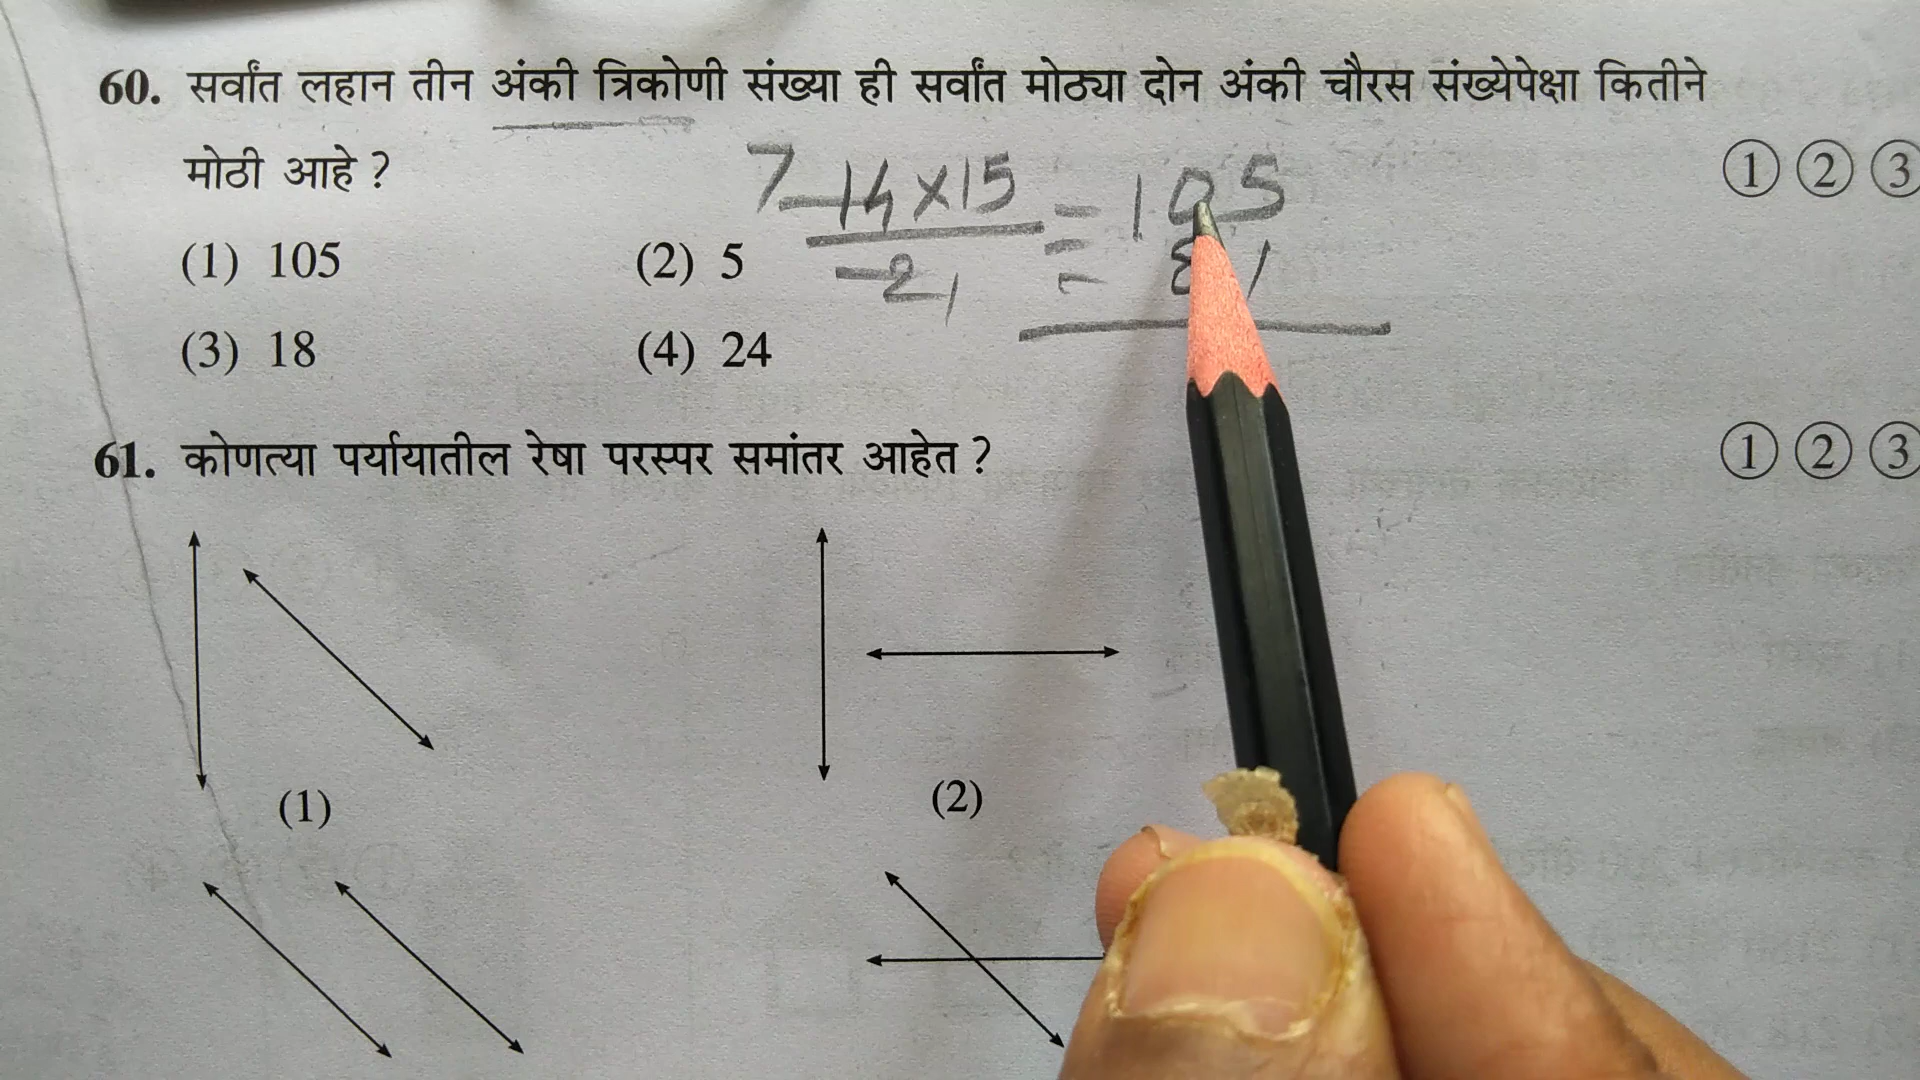 60. सर्वांत लहान तीन अंकी त्रिकोणी संख्या ही सर्वांत मोठ्या दोन अंकी चौरस संख्येपेक्षा कितीने
मोठी आहे ?
① ② ③
7 14×15 = 105
2 81
(1) 105 (2) 5
(3) 18 (4) 24
61. कोणत्या पर्यायातील रेषा परस्पर समांतर आहेत ?
① ② ③
(1) (2)